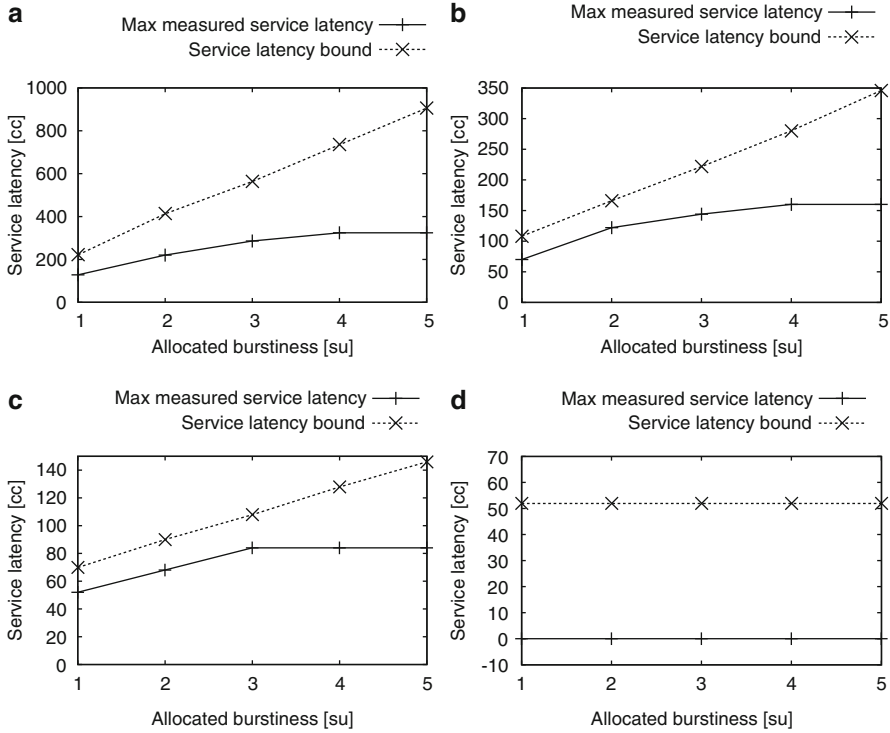 a
Max measured service latency
Service latency bound
1000
800
600
400
200
0
Service latency [cc]
1 2 3 4 5
Allocated burstiness [su]
b
Max measured service latency
Service latency bound
350
300
250
200
150
100
50
0
Service latency [cc]
1 2 3 4 5
Allocated burstiness [su]
c
Max measured service latency
Service latency bound
140
120
100
80
60
40
20
0
Service latency [cc]
1 2 3 4 5
Allocated burstiness [su]
d
Max measured service latency
Service latency bound
70
60
50
40
30
20
10
0
-10
Service latency [cc]
1 2 3 4 5
Allocated burstiness [su]